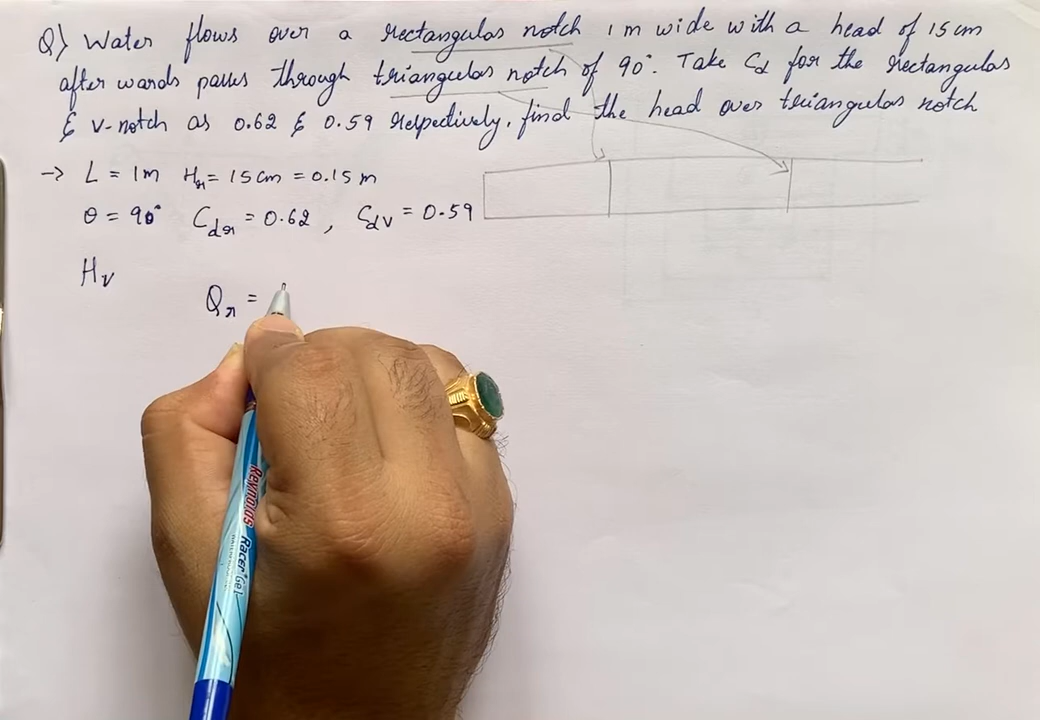 Q) Water flows over a rectangular notch 1 m wide with a head of 15 cm
after wards passes through triangular notch of 90°. Take Cd for the rectangular
& V-notch as 0.62 & 0.59 respectively, find the head over triangular notch
→ L = 1m Hr = 15 cm = 0.15 m
θ = 90° Cdr = 0.62 , CdV = 0.59
HV
Qr =
Reynolds
Racer Gel